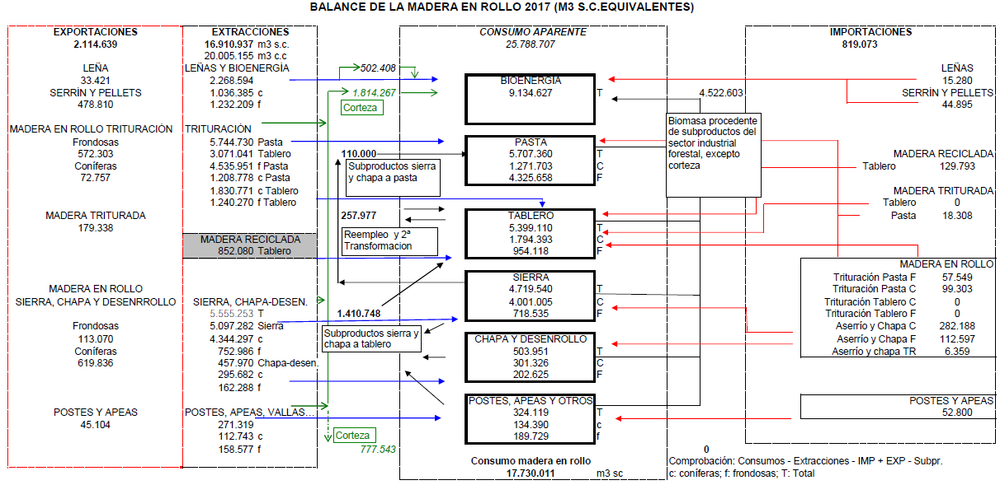 BALANCE DE LA MADERA EN ROLLO 2017 (M3 S.C.EQUIVALENTES)
EXPORTACIONES
2.114.639
LEÑA
33.421
SERRÍN Y PELLETS
478.810
MADERA EN ROLLO TRITURACIÓN
Frondosas
572.303
Coníferas
72.757
MADERA TRITURADA
179.338
MADERA EN ROLLO
SIERRA, CHAPA Y DESENRROLLO
Frondosas
113.070
Coníferas
619.836
POSTES Y APEAS
45.104
EXTRACCIONES
16.910.937 m3 s.c.
20.005.155 m3 c.c
LEÑAS Y BIOENERGÍA
2.268.594
1.036.385 c
1.232.209 f
TRITURACIÓN
5.744.730 Pasta
3.071.041 Tablero
4.535.951 f Pasta
1.208.778 c Pasta
1.830.771 c Tablero
1.240.270 f Tablero
MADERA RECICLADA
852.080 Tablero
SIERRA, CHAPA-DESEN.
5.555.253 T
5.097.282 Sierra
4.344.297 c
752.986 f
457.970 Chapa-desen.
295.682 c
162.288 f
POSTES, APEAS, VALLAS…
271.319
112.743 c
158.577 f
502.408
1.814.267
Corteza
110.000
Subproductos sierra
y chapa a pasta
257.977
Reempleo y 2ª
Transformacion
1.410.748
Subproductos sierra y
chapa a tablero
Corteza
777.543
CONSUMO APARENTE
25.788.707
BIOENERGÍA
9.134.627 T
PASTA
5.707.360 T
1.271.703 C
4.325.658 F
TABLERO
5.399.110 T
1.794.393 C
954.118 F
SIERRA
4.719.540 T
4.001.005 C
718.535 F
CHAPA Y DESENROLLO
503.951 T
301.326 C
202.625 F
POSTES, APEAS Y OTROS
324.119 T
134.390 c
189.729 f
Consumo madera en rollo
17.730.011 m3 sc
4.522.603
Biomasa procedente
de subproductos del
sector industrial
forestal, excepto
corteza
IMPORTACIONES
819.073
LEÑAS
15.280
SERRÍN Y PELLETS
44.895
MADERA RECICLADA
Tablero 129.793
MADERA TRITURADA
Tablero 0
Pasta 18.308
MADERA EN ROLLO
Trituración Pasta F 57.549
Trituración Pasta C 99.303
Trituración Tablero C 0
Trituración Tablero F 0
Aserrío y Chapa C 282.188
Aserrío y Chapa F 112.597
Aserrío y chapa TR 6.359
POSTES Y APEAS
52.800
0
Comprobación: Consumos - Extracciones - IMP + EXP - Subpr.
c: coníferas; f: frondosas; T: Total